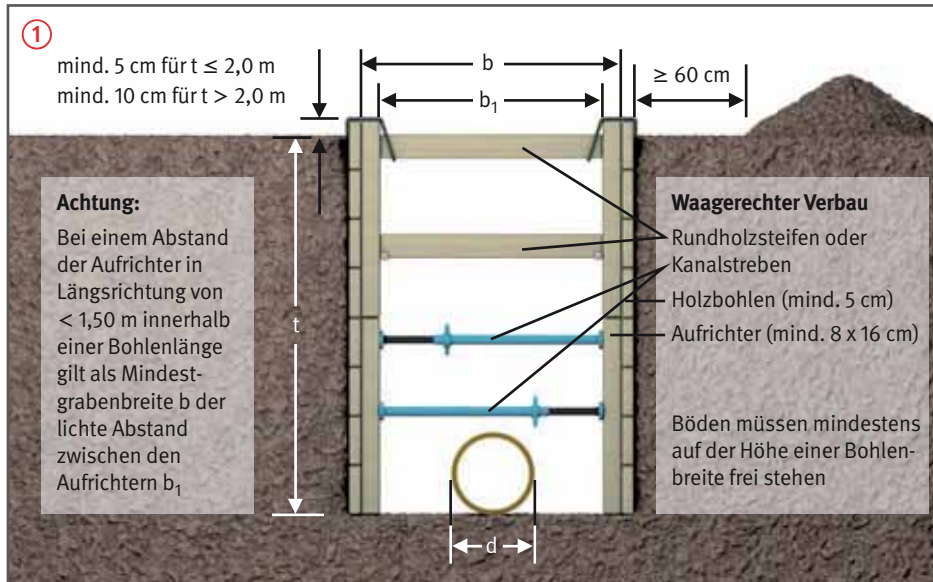 1
mind. 5 cm für t ≤ 2,0 m
mind. 10 cm für t > 2,0 m
b
b₁
≥ 60 cm
Achtung:
Bei einem Abstand
der Aufrichter in
Längsrichtung von
< 1,50 m innerhalb
einer Bohlenlänge
gilt als Mindest-
grabenbreite b der
lichte Abstand
zwischen den
Aufrichtern b₁
t
d
Waagerechter Verbau
Rundholzsteifen oder
Kanalstreben
Holzbohlen (mind. 5 cm)
Aufrichter (mind. 8 x 16 cm)
Böden müssen mindestens
auf der Höhe einer Bohlen-
breite frei stehen